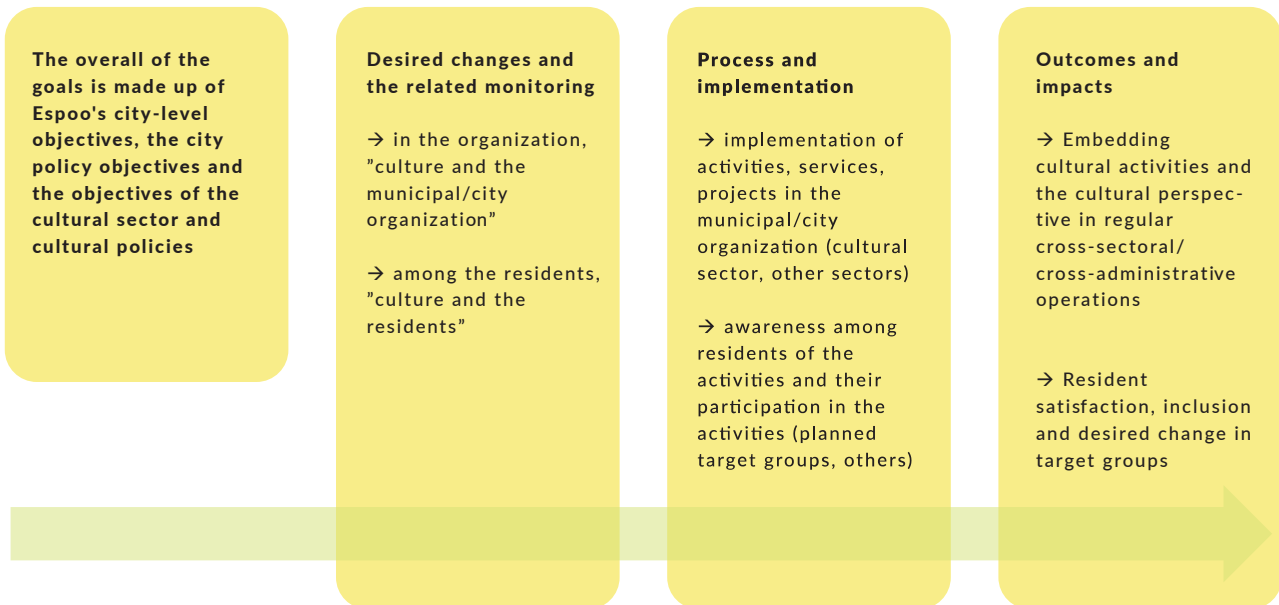 The overall of the
goals is made up of
Espoo's city-level
objectives, the city
policy objectives and
the objectives of the
cultural sector and
cultural policies
Desired changes and
the related monitoring
→ in the organization,
”culture and the
municipal/city
organization”
→ among the residents,
”culture and the
residents”
Process and
implementation
→ implementation of
activities, services,
projects in the
municipal/city
organization (cultural
sector, other sectors)
→ awareness among
residents of the
activities and their
participation in the
activities (planned
target groups, others)
Outcomes and
impacts
→ Embedding
cultural activities and
the cultural perspec-
tive in regular
cross-sectoral/
cross-administrative
operations
→ Resident
satisfaction, inclusion
and desired change in
target groups